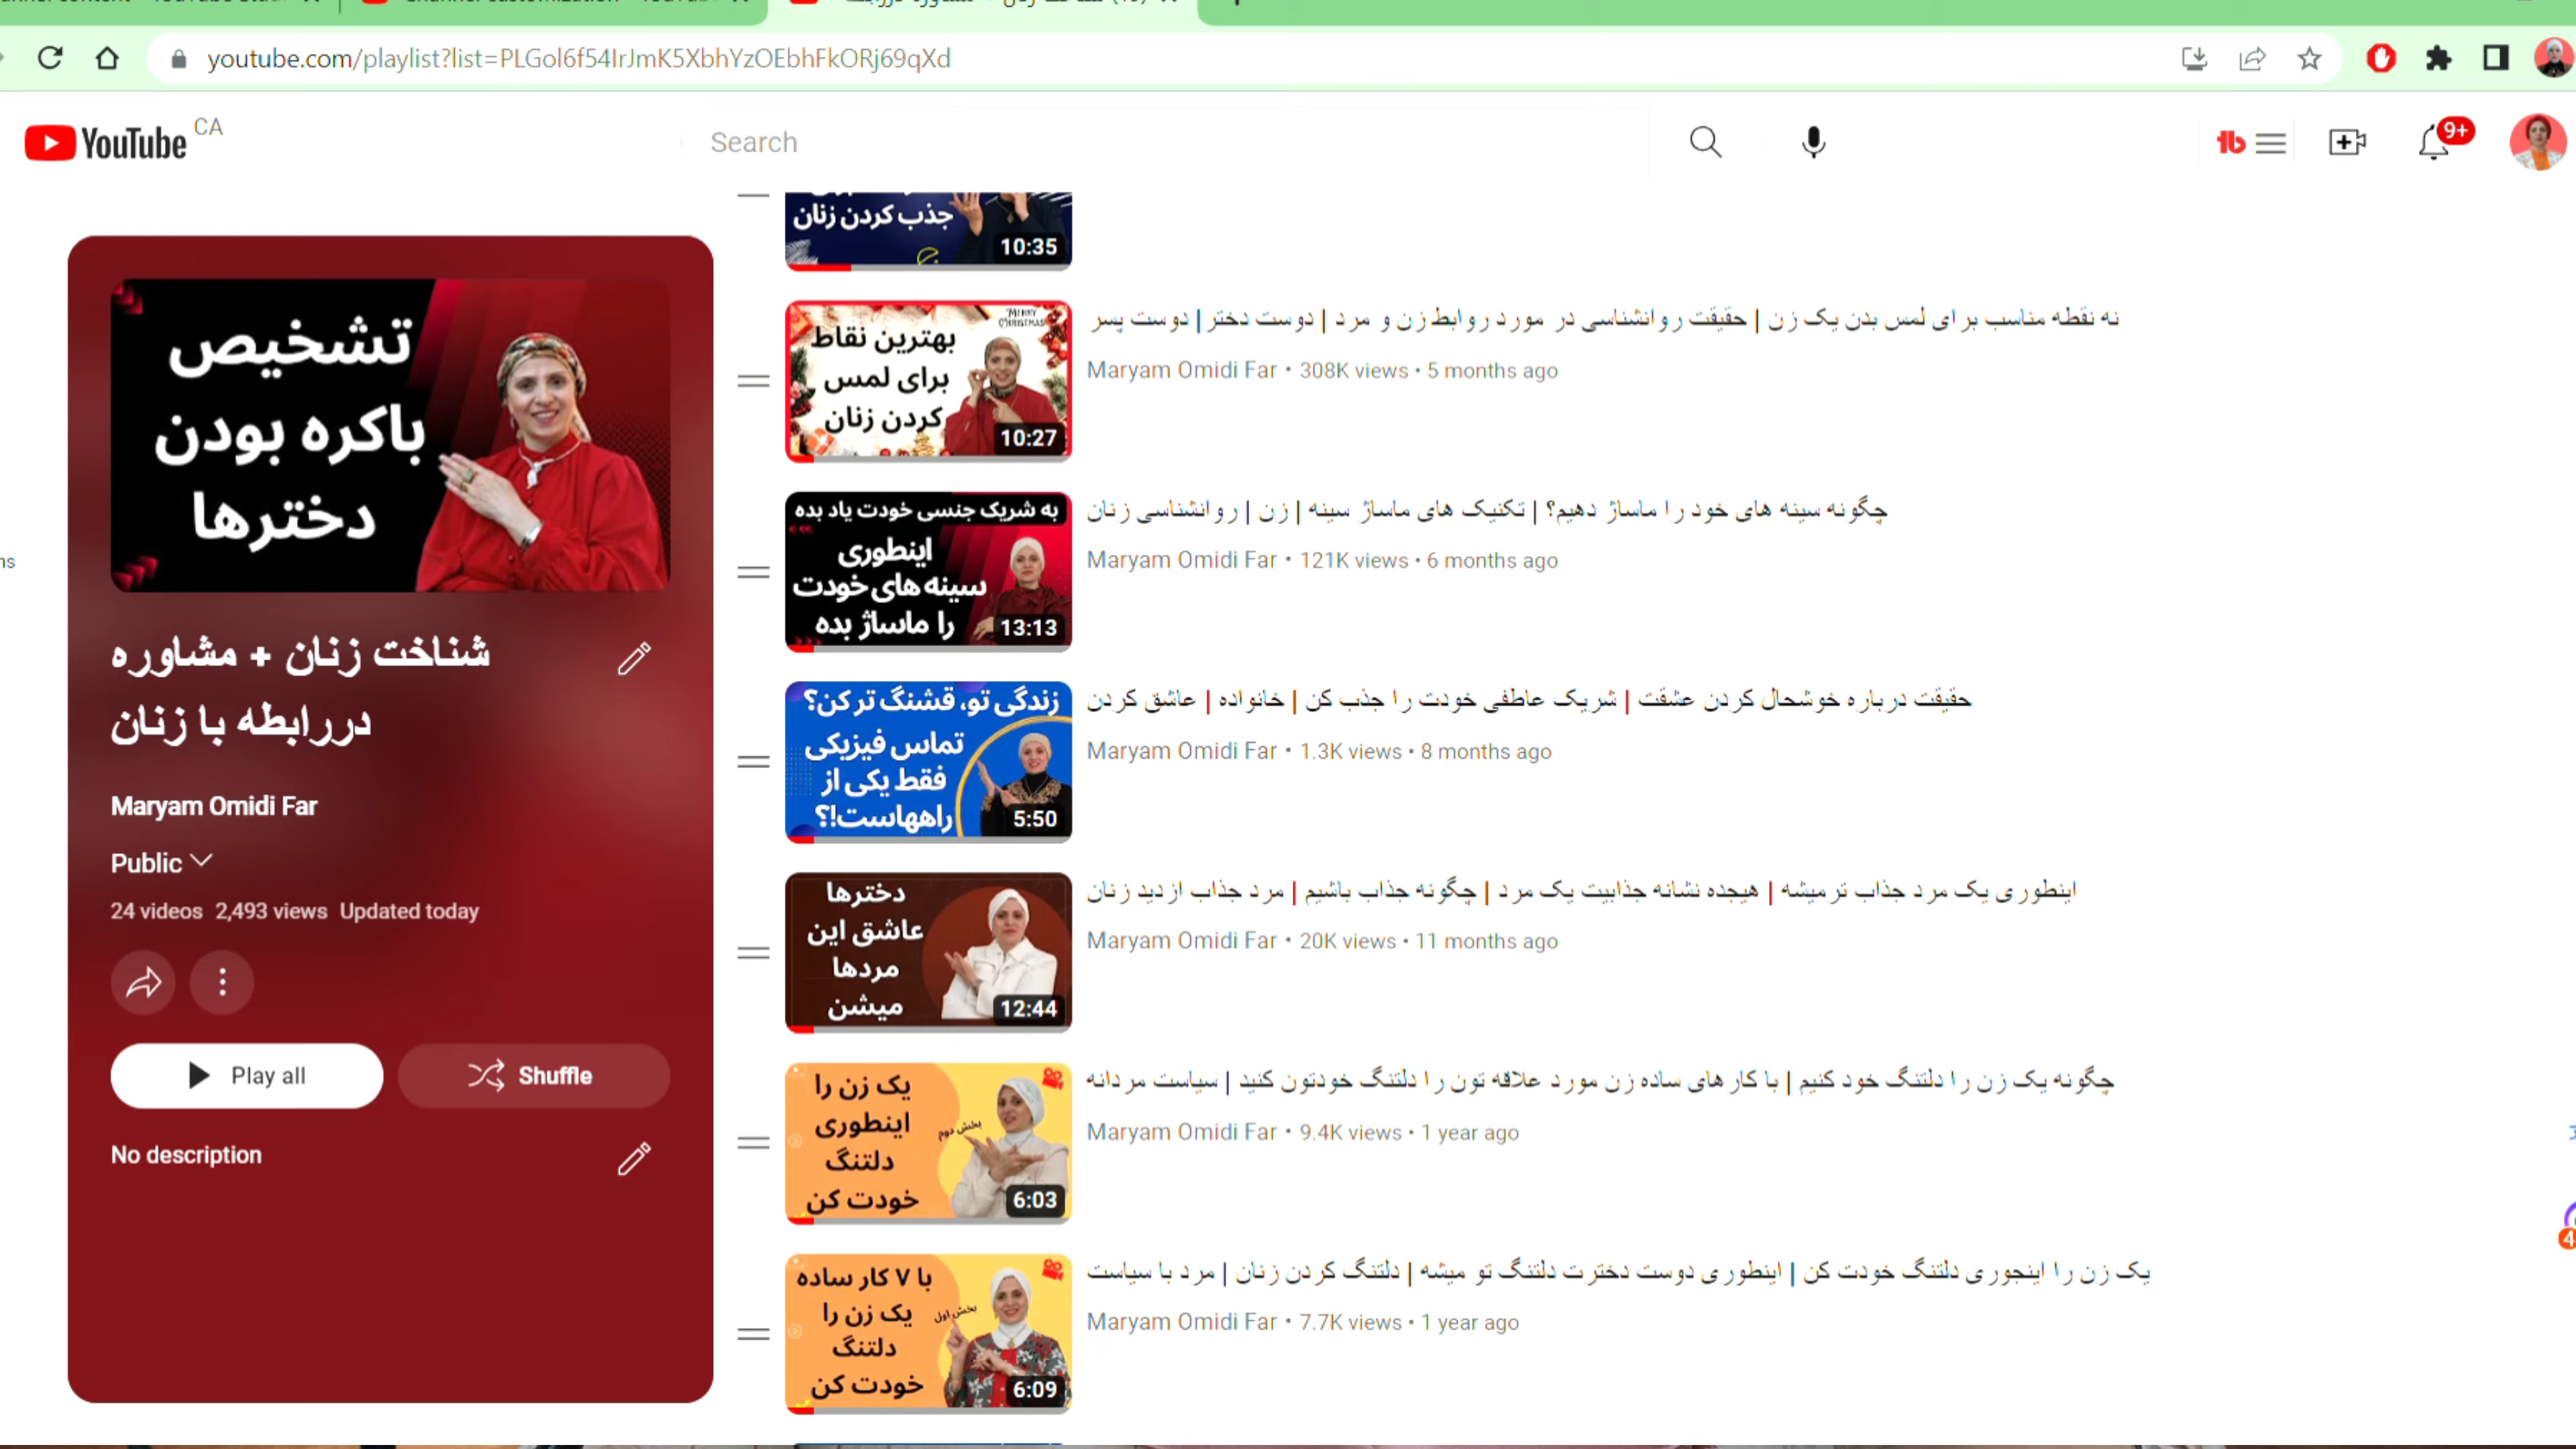 youtube.com/playlist?list=PLGol6f54IrJmK5XbhYzOEbhFkORj69qXd
YouTube CA
Search
9+
تشخیص
باکره بودن
دخترها
شناخت زنان + مشاوره
دررابطه با زنان
Maryam Omidi Far
Public
24 videos 2,493 views Updated today
Play all
Shuffle
No description
جذب کردن زنان
10:35
MERRY CHRISTMAS
بهترین نقاط
برای لمس
کردن زنان
10:27
نه نقطه مناسب برای لمس بدن یک زن | حقیقت روانشناسی در مورد روابط زن و مرد | دوست دختر | دوست پسر
Maryam Omidi Far • 308K views • 5 months ago
به شریک جنسی خودت یاد بده
اینطوری
سینه های خودت
را ماساژ بده
13:13
چگونه سینه های خود را ماساژ دهیم؟ | تکنیک های ماساژ سینه | زن | روانشناسی زنان
Maryam Omidi Far • 121K views • 6 months ago
زندگی تو، قشنگ تر کن؟
تماس فیزیکی
فقط یکی از
راههاست!؟
5:50
حقیقت درباره خوشحال کردن عشقت | شریک عاطفی خودت را جذب کن | خانواده | عاشق کردن
Maryam Omidi Far • 1.3K views • 8 months ago
دخترها
عاشق این
مردها
میشن
12:44
اینطوری یک مرد جذاب تر میشه | هیجده نشانه جذابیت یک مرد | چگونه جذاب باشیم | مرد جذاب از دید زنان
Maryam Omidi Far • 20K views • 11 months ago
یک زن را
اینطوری
دلتنگ
خودت کن
بخش دوم
6:03
چگونه یک زن را دلتنگ خود کنیم | با کار های ساده زن مورد علاقه تون را دلتنگ خودتون کنید | سیاست مردانه
Maryam Omidi Far • 9.4K views • 1 year ago
با ۷ کار ساده
یک زن را
دلتنگ
خودت کن
بخش اول
6:09
یک زن را اینجوری دلتنگ خودت کن | اینطوری دوست دخترت دلتنگ تو میشه | دلتنگ کردن زنان | مرد با سیاست
Maryam Omidi Far • 7.7K views • 1 year ago